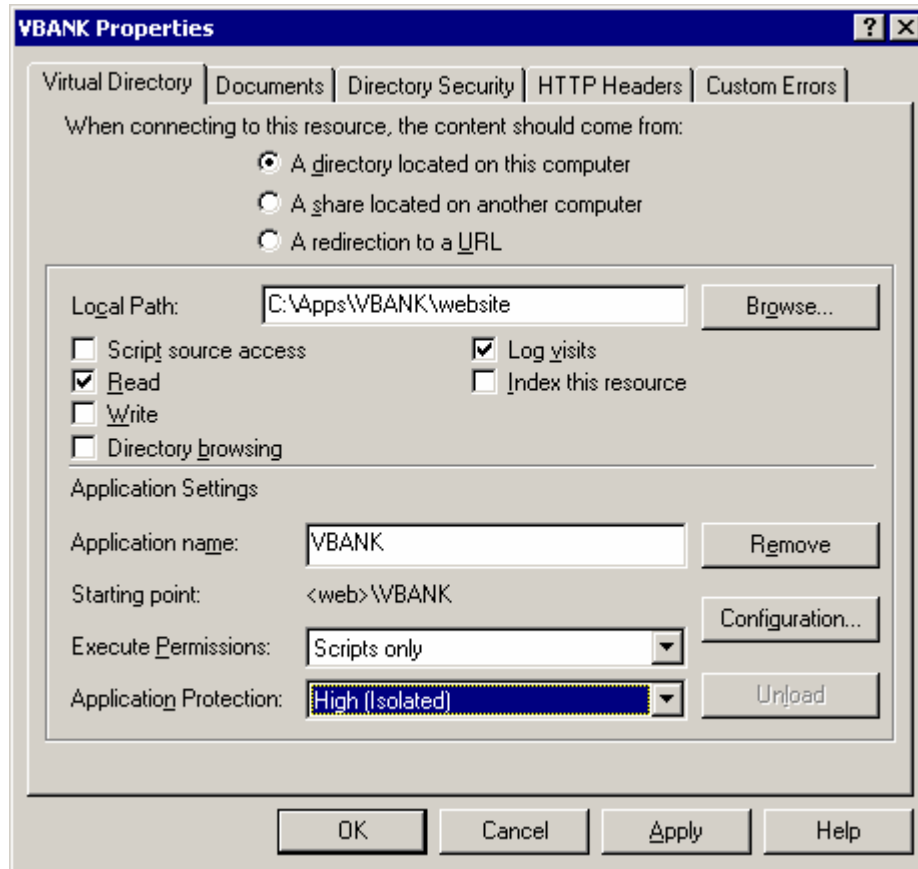 VBANK Properties
Virtual Directory Documents Directory Security HTTP Headers Custom Errors
When connecting to this resource, the content should come from:
A directory located on this computer
A share located on another computer
A redirection to a URL
Local Path: C:\Apps\VBANK\website Browse...
Script source access Log visits
Read Index this resource
Write
Directory browsing
Application Settings
Application name: VBANK Remove
Starting point: <web>\VBANK
Configuration...
Execute Permissions: Scripts only
Application Protection: High (Isolated) Unload
OK Cancel Apply Help